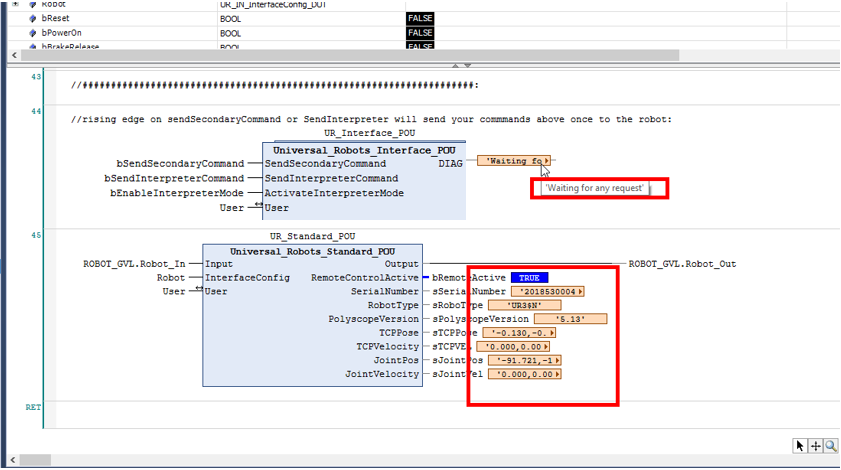 Robot UR_IN_InterfaceConfig_DUT
bReset BOOL FALSE
bPowerOn BOOL FALSE
bBrakeRelease BOOL FALSE
43
//####################################################################:
44
//rising edge on sendSecondaryCommand or SendInterpreter will send your commmands above once to the robot:
UR_Interface_POU
Universal_Robots_Interface_POU
bSendSecondaryCommand SendSecondaryCommand DIAG 'Waiting fo
bSendInterpreterCommand SendInterpreterCommand
'Waiting for any request'
bEnableInterpreterMode ActivateInterpreterMode
User User
45
UR_Standard_POU
Universal_Robots_Standard_POU
ROBOT_GVL.Robot_In Input Output ROBOT_GVL.Robot_Out
Robot InterfaceConfig RemoteControlActive bRemoteActive TRUE
User User SerialNumber sSerialNumber '2018530004
RobotType sRoboType 'UR3$N'
PolyscopeVersion sPolyscopeVersion '5.13'
TCPPose sTCPPose '-0.130,-0.
TCPVelocity sTCPVEL '0.000,0.00
JointPos sJointPos '-91.721,-1
JointVelocity sJointVel '0.000,0.00
RET